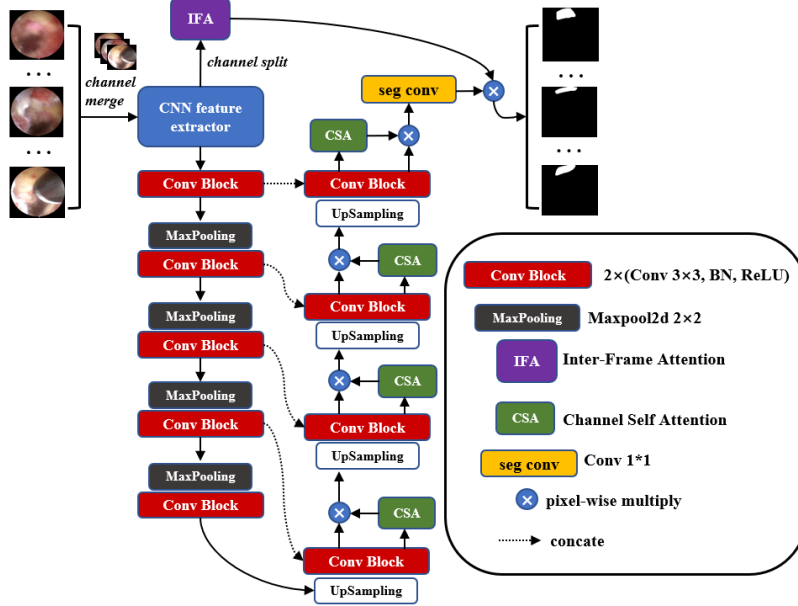 IFA
channel
merge
channel split
CNN feature
extractor
seg conv
CSA
Conv Block
Conv Block
UpSampling
MaxPooling
Conv Block
CSA
Conv Block
UpSampling
MaxPooling
Conv Block
CSA
Conv Block
UpSampling
MaxPooling
Conv Block
MaxPooling
Conv Block
CSA
Conv Block
UpSampling
Conv Block
2×(Conv 3×3, BN, ReLU)
MaxPooling
Maxpool2d 2×2
IFA
Inter-Frame Attention
CSA
Channel Self Attention
seg conv
Conv 1*1
pixel-wise multiply
concate